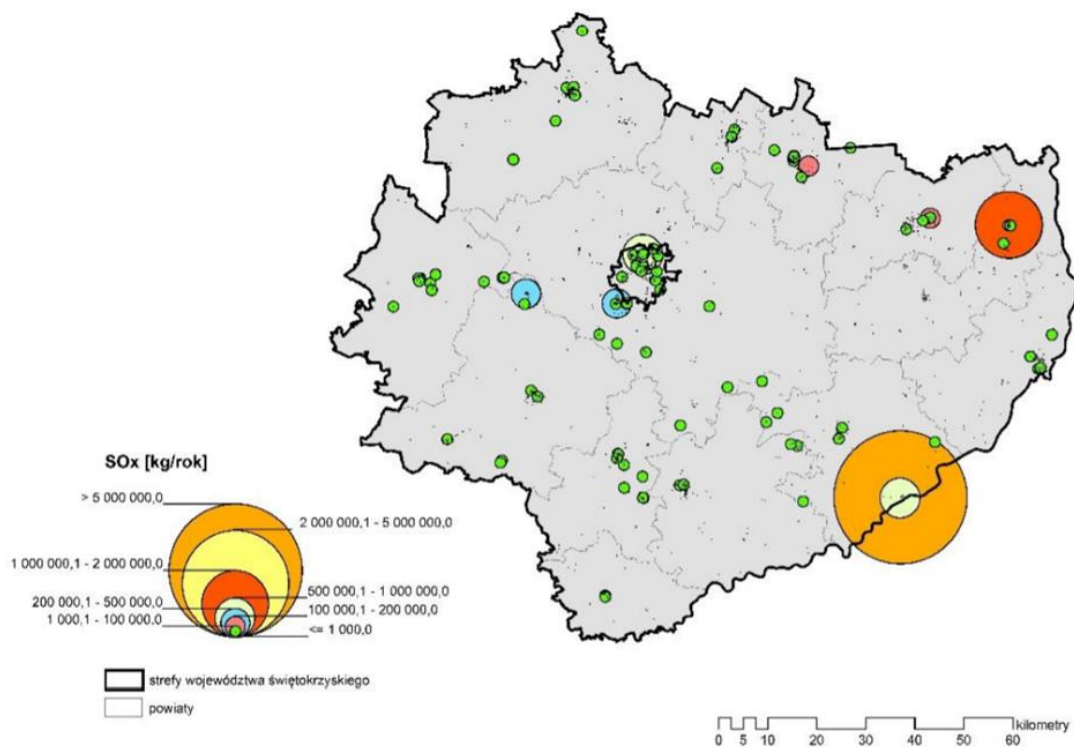 SOx [kg/rok]
> 5 000 000,0
2 000 000,1 - 5 000 000,0
1 000 000,1 - 2 000 000,0
500 000,1 - 1 000 000,0
200 000,1 - 500 000,0
100 000,1 - 200 000,0
1 000,1 - 100 000,0
<= 1 000,0
strefy województwa świętokrzyskiego
powiaty
kilometry
0 5 10 20 30 40 50 60